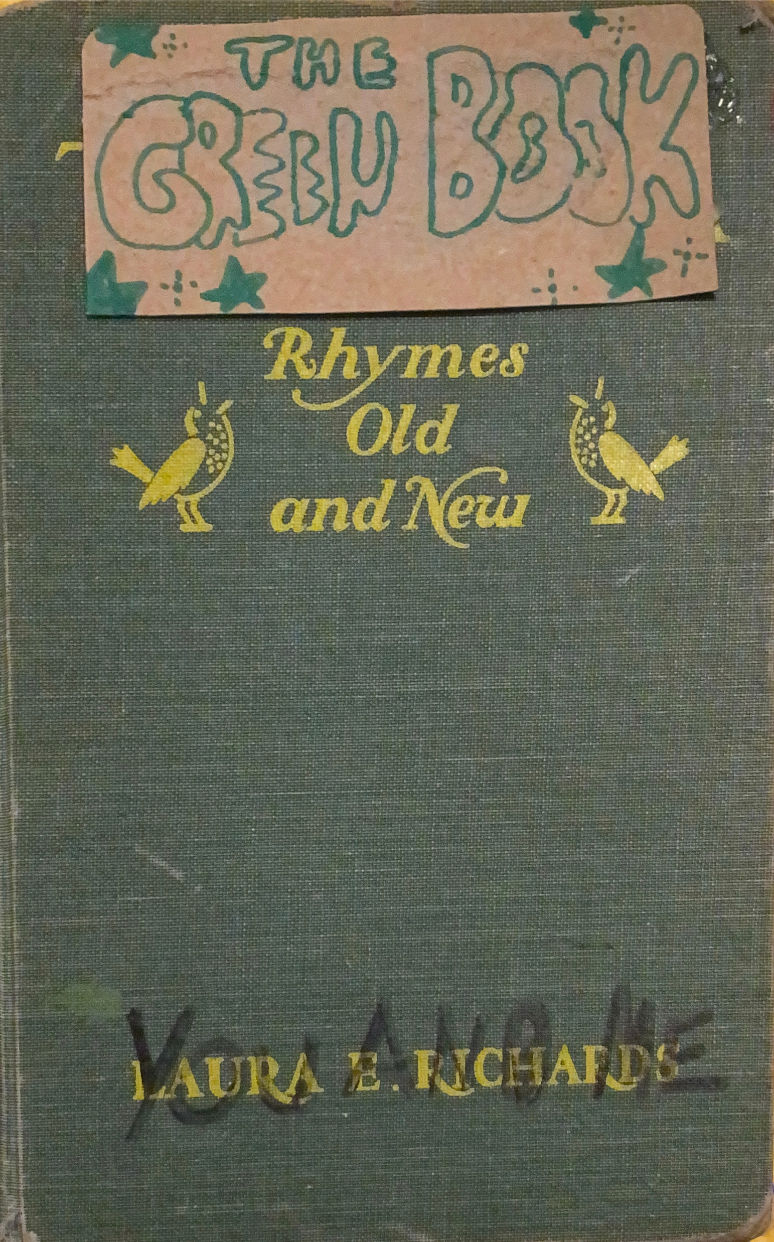 THE
GREEN BOOK
Rhymes
Old
and New
YOU AND ME
LAURA E. RICHARDS